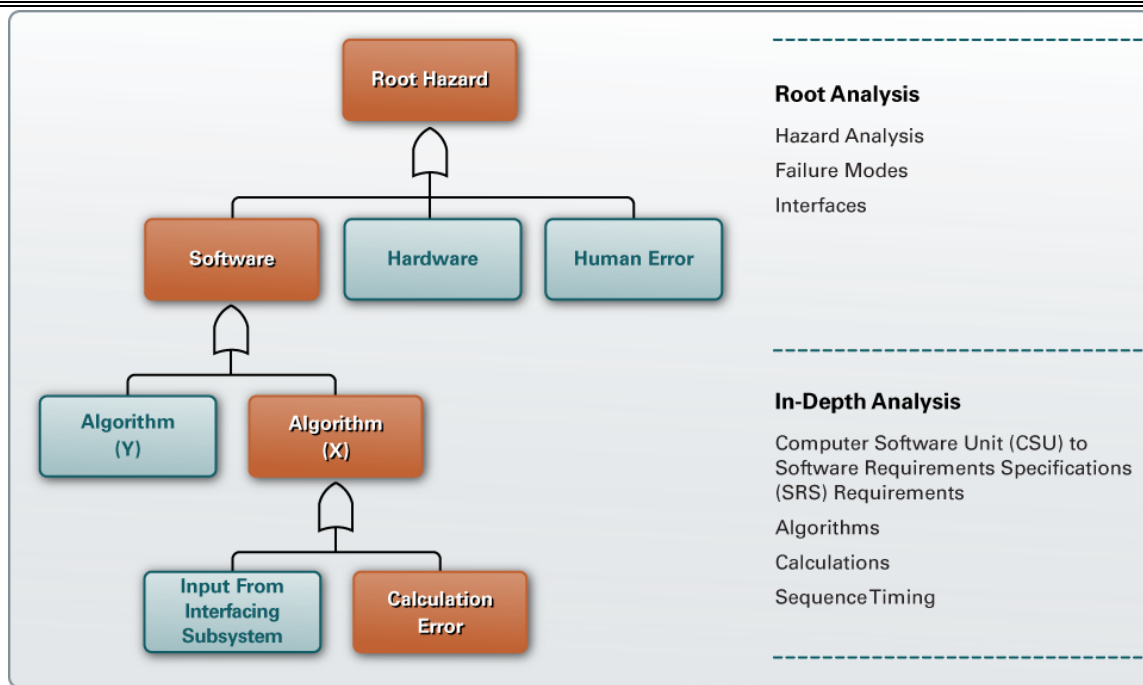 Root Hazard
Software
Hardware
Human Error
Algorithm
(Y)
Algorithm
(X)
Input From
Interfacing
Subsystem
Calculation
Error
Root Analysis
Hazard Analysis
Failure Modes
Interfaces
In-Depth Analysis
Computer Software Unit (CSU) to
Software Requirements Specifications
(SRS) Requirements
Algorithms
Calculations
Sequence Timing